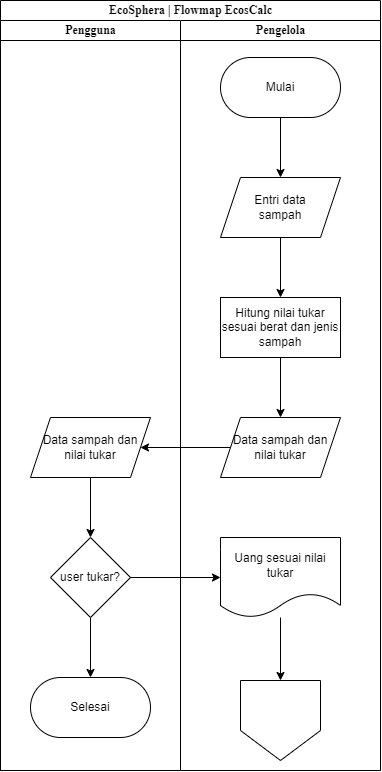 EcoSphera | Flowmap EcosCalc
Pengguna
Pengelola
Mulai
Entri data
sampah
Hitung nilai tukar
sesuai berat dan jenis
sampah
Data sampah dan
nilai tukar
Data sampah dan
nilai tukar
user tukar?
Uang sesuai nilai
tukar
Selesai